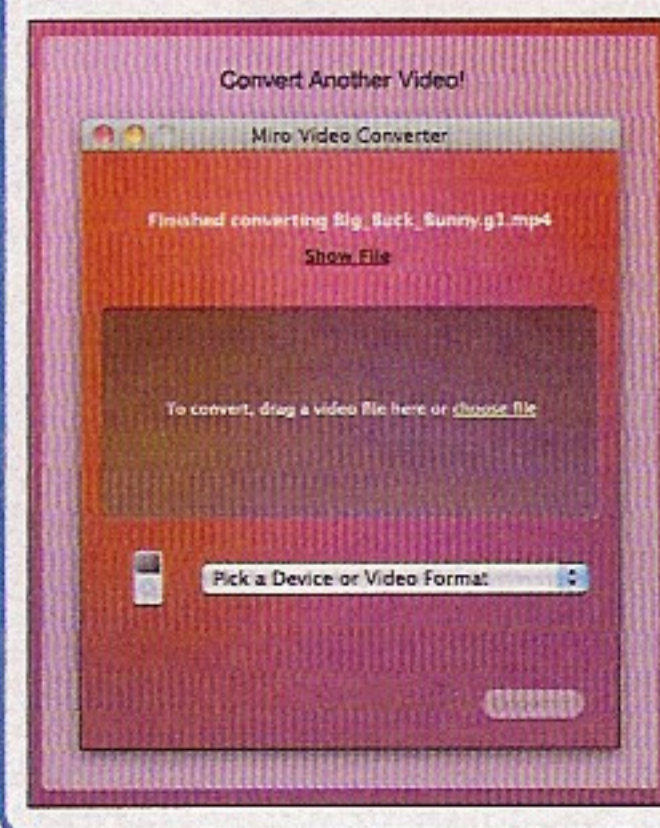 Convert Another Video!
Miro Video Converter
Finished converting Big_Buck_Bunny.g1.mp4
Show File
To convert, drag a video file here or choose file
Pick a Device or Video Format